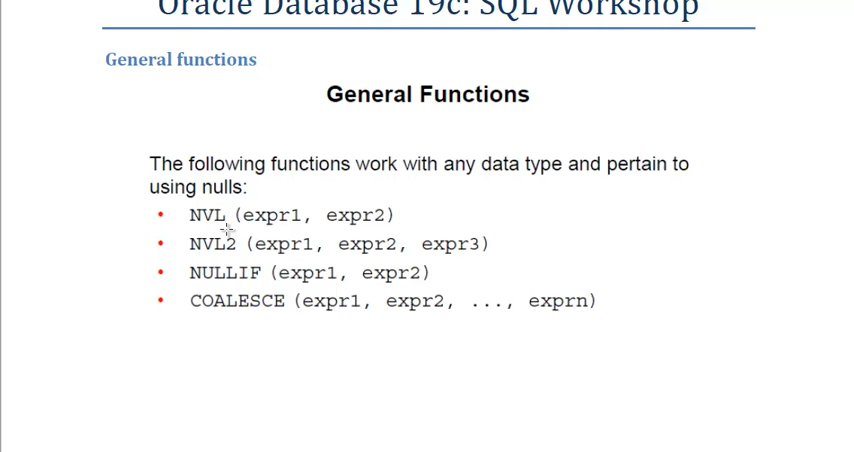 Oracle Database 19c: SQL Workshop
General functions
General Functions
The following functions work with any data type and pertain to
using nulls:
• NVL (expr1, expr2)
• NVL2 (expr1, expr2, expr3)
• NULLIF (expr1, expr2)
• COALESCE (expr1, expr2, ..., exprn)